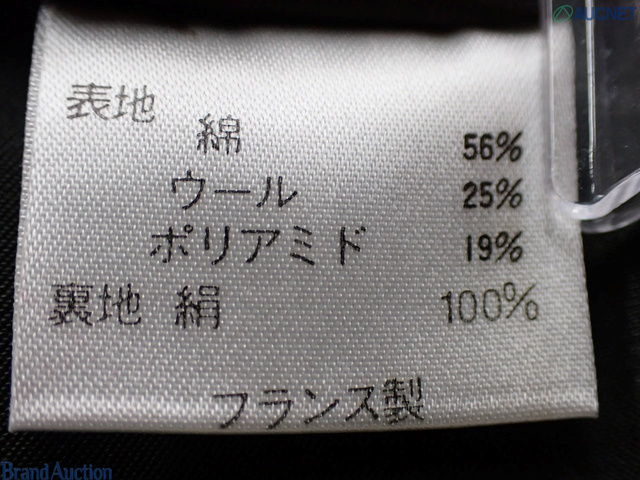 AUCNET
表地
綿 56%
ウール 25%
ポリアミド 19%
裏地 絹 100%
フランス製
Brand Auction